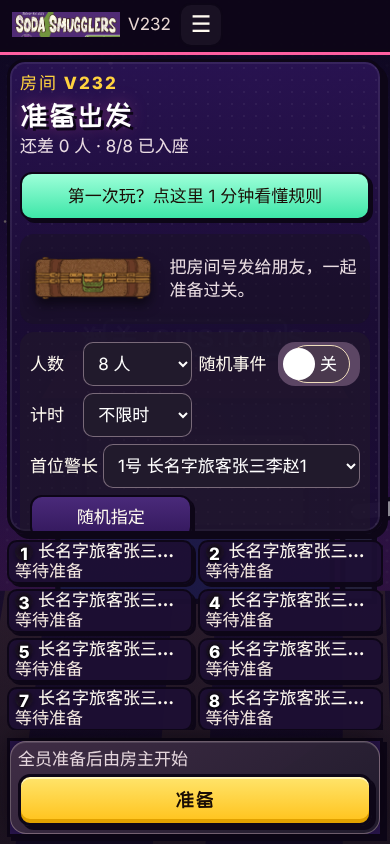 SODA SMUGGLERS V232 ☰
房间 V232
准备出发
还差 0 人 · 8/8 已入座
第一次玩？点这里 1 分钟看懂规则
把房间号发给朋友，一起
准备过关。
人数 8 人 随机事件 关
计时 不限时
首位警长 1号 长名字旅客张三李赵1
随机指定
1 长名字旅客张三…
等待准备
2 长名字旅客张三…
等待准备
3 长名字旅客张三…
等待准备
4 长名字旅客张三…
等待准备
5 长名字旅客张三…
等待准备
6 长名字旅客张三…
等待准备
7 长名字旅客张三…
等待准备
8 长名字旅客张三…
等待准备
全员准备后由房主开始
准备